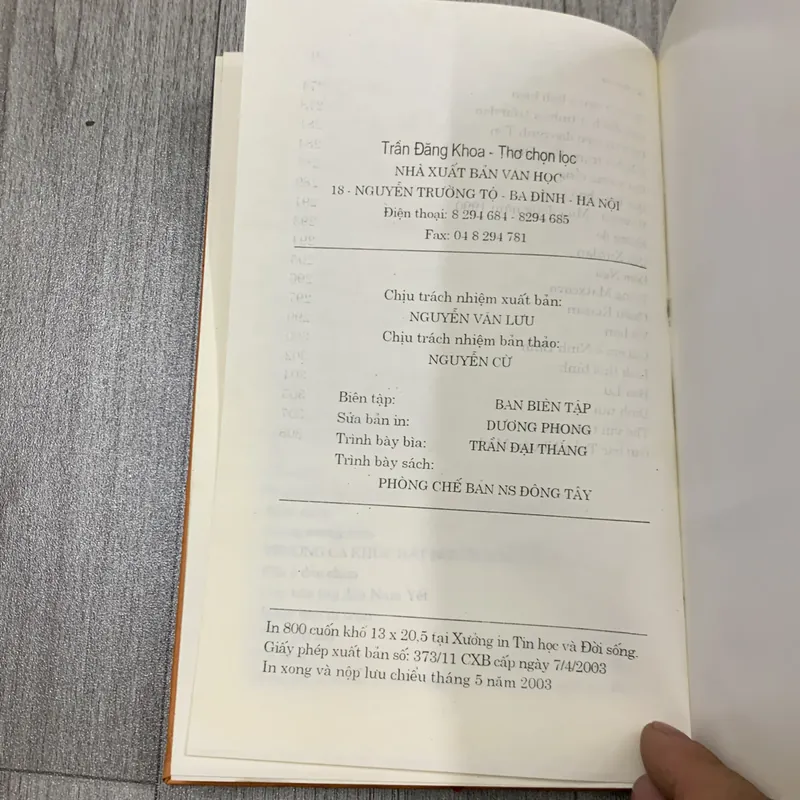 Trần Đăng Khoa - Thơ chọn lọc
NHÀ XUẤT BẢN VĂN HỌC
18 - NGUYỄN TRƯỜNG TỘ - BA ĐÌNH - HÀ NỘI
Điện thoại: 8 294 684 - 8294 685
Fax: 04 8 294 781
Chịu trách nhiệm xuất bản:
NGUYỄN VĂN LƯU
Chịu trách nhiệm bản thảo:
NGUYỄN CỪ
Biên tập: BAN BIÊN TẬP
Sửa bản in: DƯƠNG PHONG
Trình bày bìa: TRẦN ĐẠI THẮNG
Trình bày sách:
PHÒNG CHẾ BẢN NS ĐÔNG TÂY
In 800 cuốn khổ 13 x 20,5 tại Xưởng in Tin học và Đời sống.
Giấy phép xuất bản số: 373/11 CXB cấp ngày 7/4/2003
In xong và nộp lưu chiểu tháng 5 năm 2003